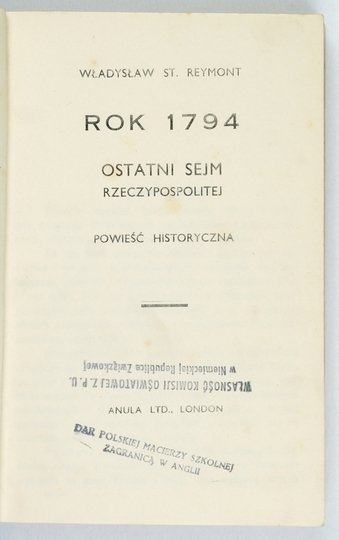 WŁADYSŁAW ST. REYMONT
ROK 1794
OSTATNI SEJM
RZECZYPOSPOLITEJ
POWIEŚĆ HISTORYCZNA
WŁASNOŚĆ KOMISJI OŚWIATOWEJ Z. P. U.
w Niemieckiej Republice Związkowej
ANULA LTD., LONDON
DAR POLSKIEJ MACIERZY SZKOLNEJ
ZAGRANICĄ W ANGLII